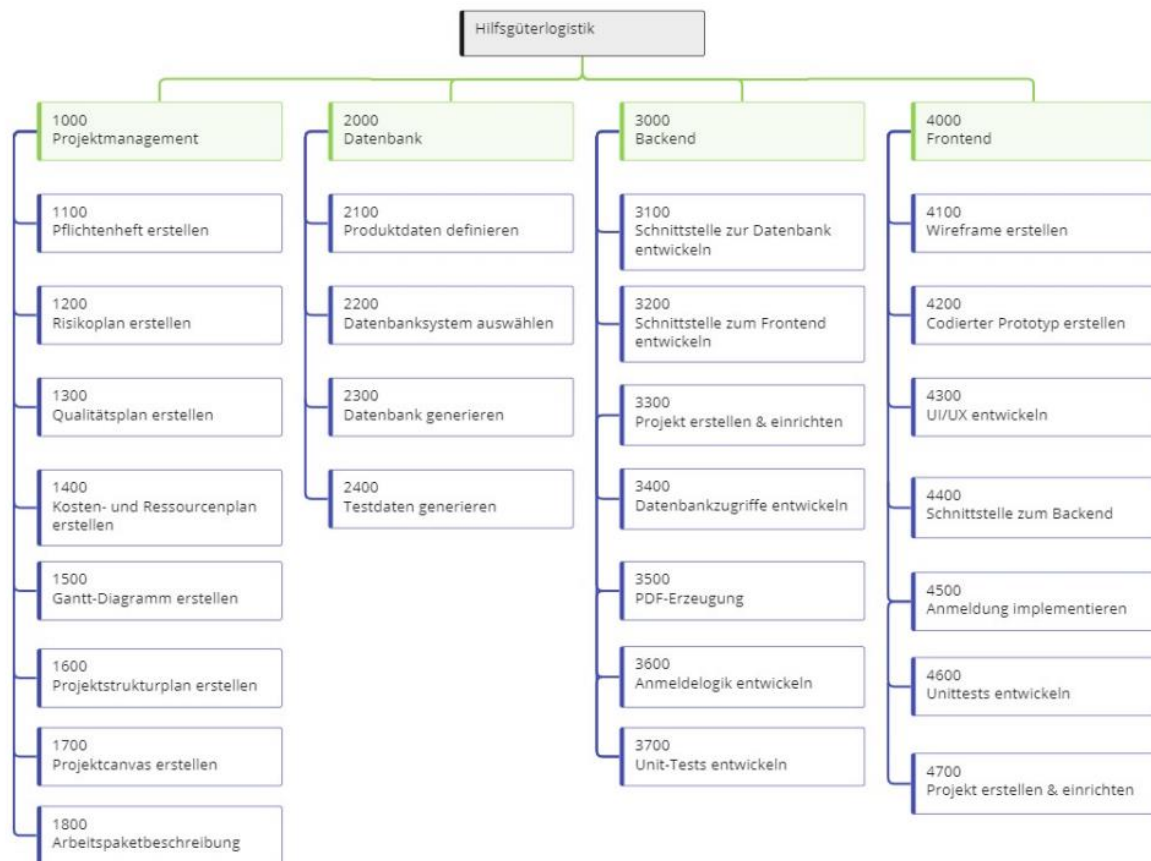 Hilfsgüterlogistik
1000
Projektmanagement
1100
Pflichtenheft erstellen
1200
Risikoplan erstellen
1300
Qualitätsplan erstellen
1400
Kosten- und Ressourcenplan
erstellen
1500
Gantt-Diagramm erstellen
1600
Projektstrukturplan erstellen
1700
Projektcanvas erstellen
1800
Arbeitspaketbeschreibung
2000
Datenbank
2100
Produktdaten definieren
2200
Datenbanksystem auswählen
2300
Datenbank generieren
2400
Testdaten generieren
3000
Backend
3100
Schnittstelle zur Datenbank
entwickeln
3200
Schnittstelle zum Frontend
entwickeln
3300
Projekt erstellen & einrichten
3400
Datenbankzugriffe entwickeln
3500
PDF-Erzeugung
3600
Anmeldelogik entwickeln
3700
Unit-Tests entwickeln
4000
Frontend
4100
Wireframe erstellen
4200
Codierter Prototyp erstellen
4300
UI/UX entwickeln
4400
Schnittstelle zum Backend
4500
Anmeldung implementieren
4600
Unittests entwickeln
4700
Projekt erstellen & einrichten